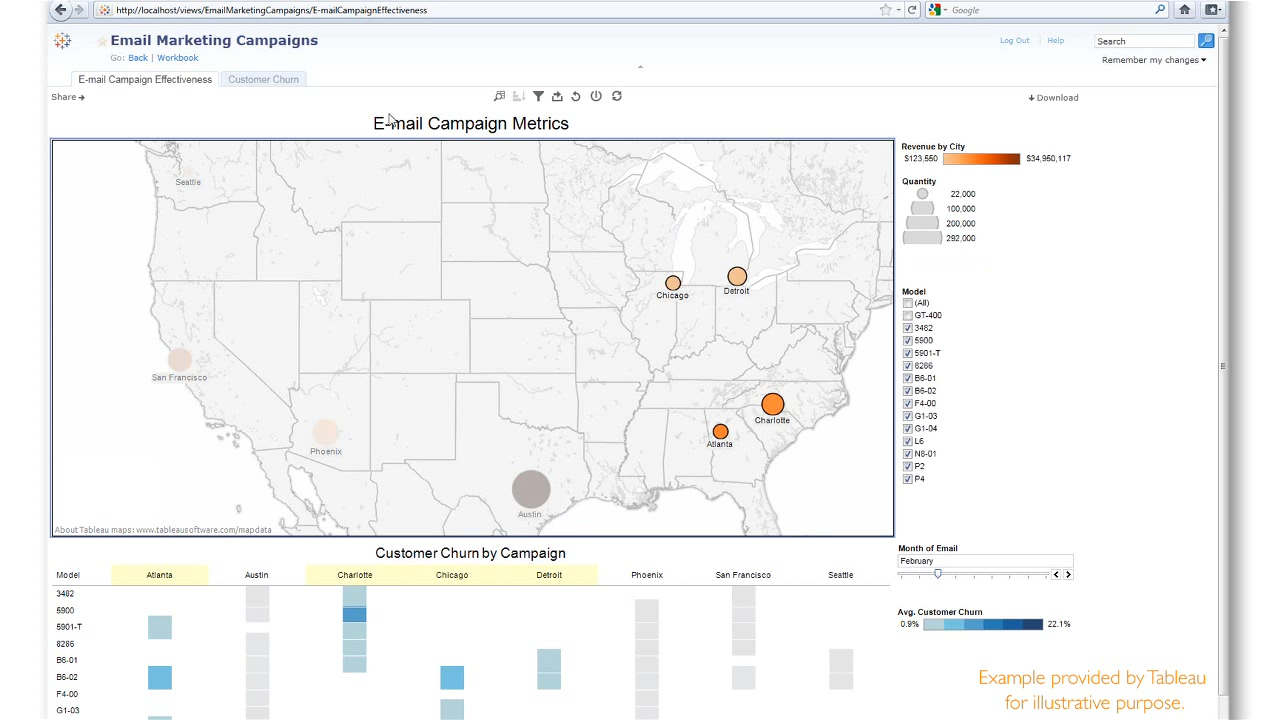 http://localhost/views/EmailMarketingCampaigns/E-mailCampaignEffectiveness
Google
Email Marketing Campaigns
Go: Back | Workbook
Log Out | Help
Search
Remember my changes
E-mail Campaign Effectiveness
Customer Churn
Share
Download
E-mail Campaign Metrics
Seattle
San Francisco
Phoenix
Austin
Chicago
Detroit
Charlotte
Atlanta
About Tableau maps: www.tableausoftware.com/mapdata
Revenue by City
$123,550 $34,950,117
Quantity
22,000
100,000
200,000
292,000
Model
(All)
GT-400
3482
5900
5901-T
8286
B6-01
B6-02
F4-00
G1-03
G1-04
L6
N8-01
P2
P4
Month of Email
February
Avg. Customer Churn
0.9% 22.1%
Customer Churn by Campaign
Model Atlanta Austin Charlotte Chicago Detroit Phoenix San Francisco Seattle
3482
5900
5901-T
8286
B6-01
B6-02
F4-00
G1-03
Example provided by Tableau
for illustrative purpose.